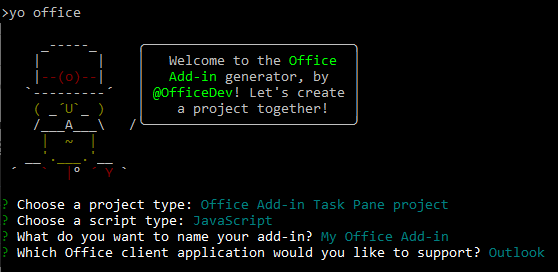 >yo office
Welcome to the Office
Add-in generator, by
@OfficeDev! Let's create
a project together!
? Choose a project type: Office Add-in Task Pane project
? Choose a script type: JavaScript
? What do you want to name your add-in? My Office Add-in
? Which Office client application would you like to support? Outlook